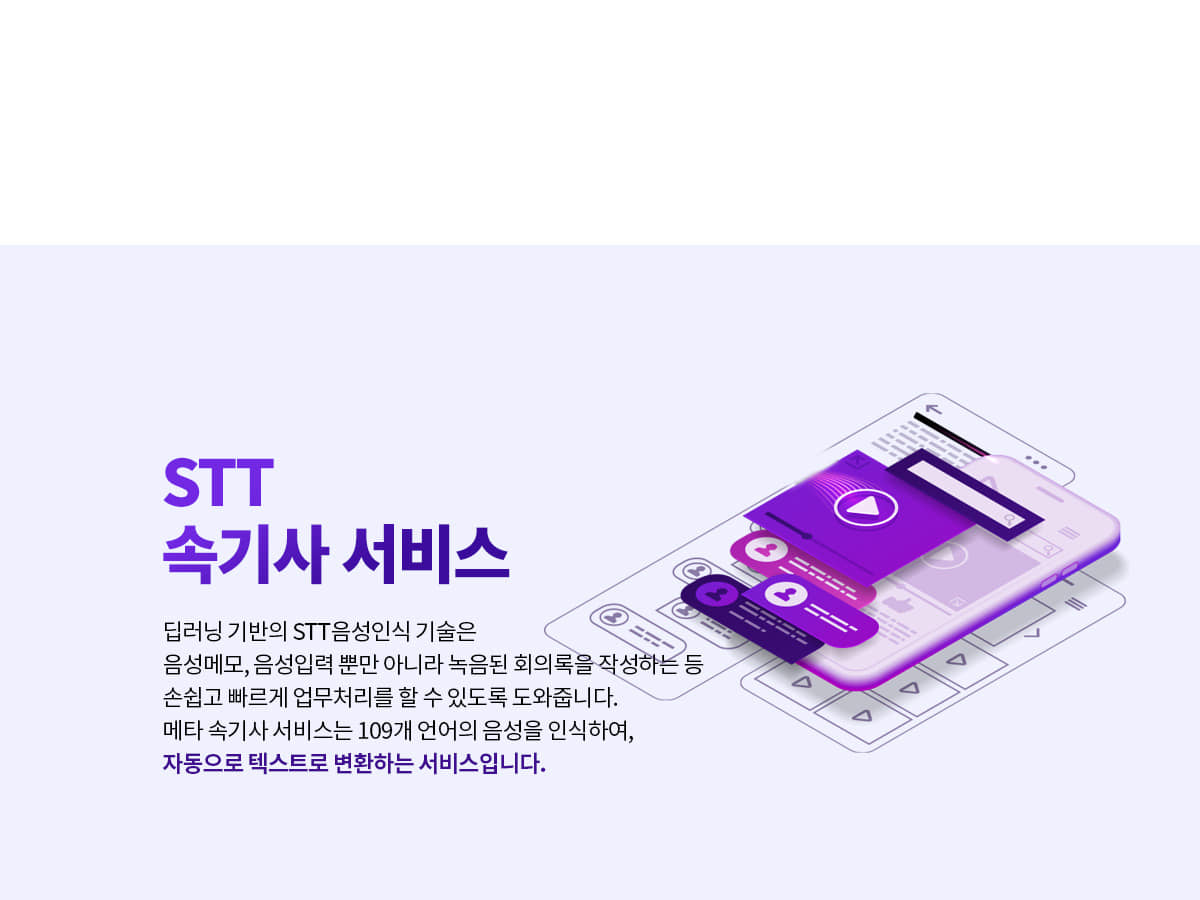 STT
속기사 서비스
딥러닝 기반의 STT음성인식 기술은
음성메모, 음성입력 뿐만 아니라 녹음된 회의록을 작성하는 등
손쉽고 빠르게 업무처리를 할 수 있도록 도와줍니다.
메타 속기사 서비스는 109개 언어의 음성을 인식하여,
자동으로 텍스트로 변환하는 서비스입니다.